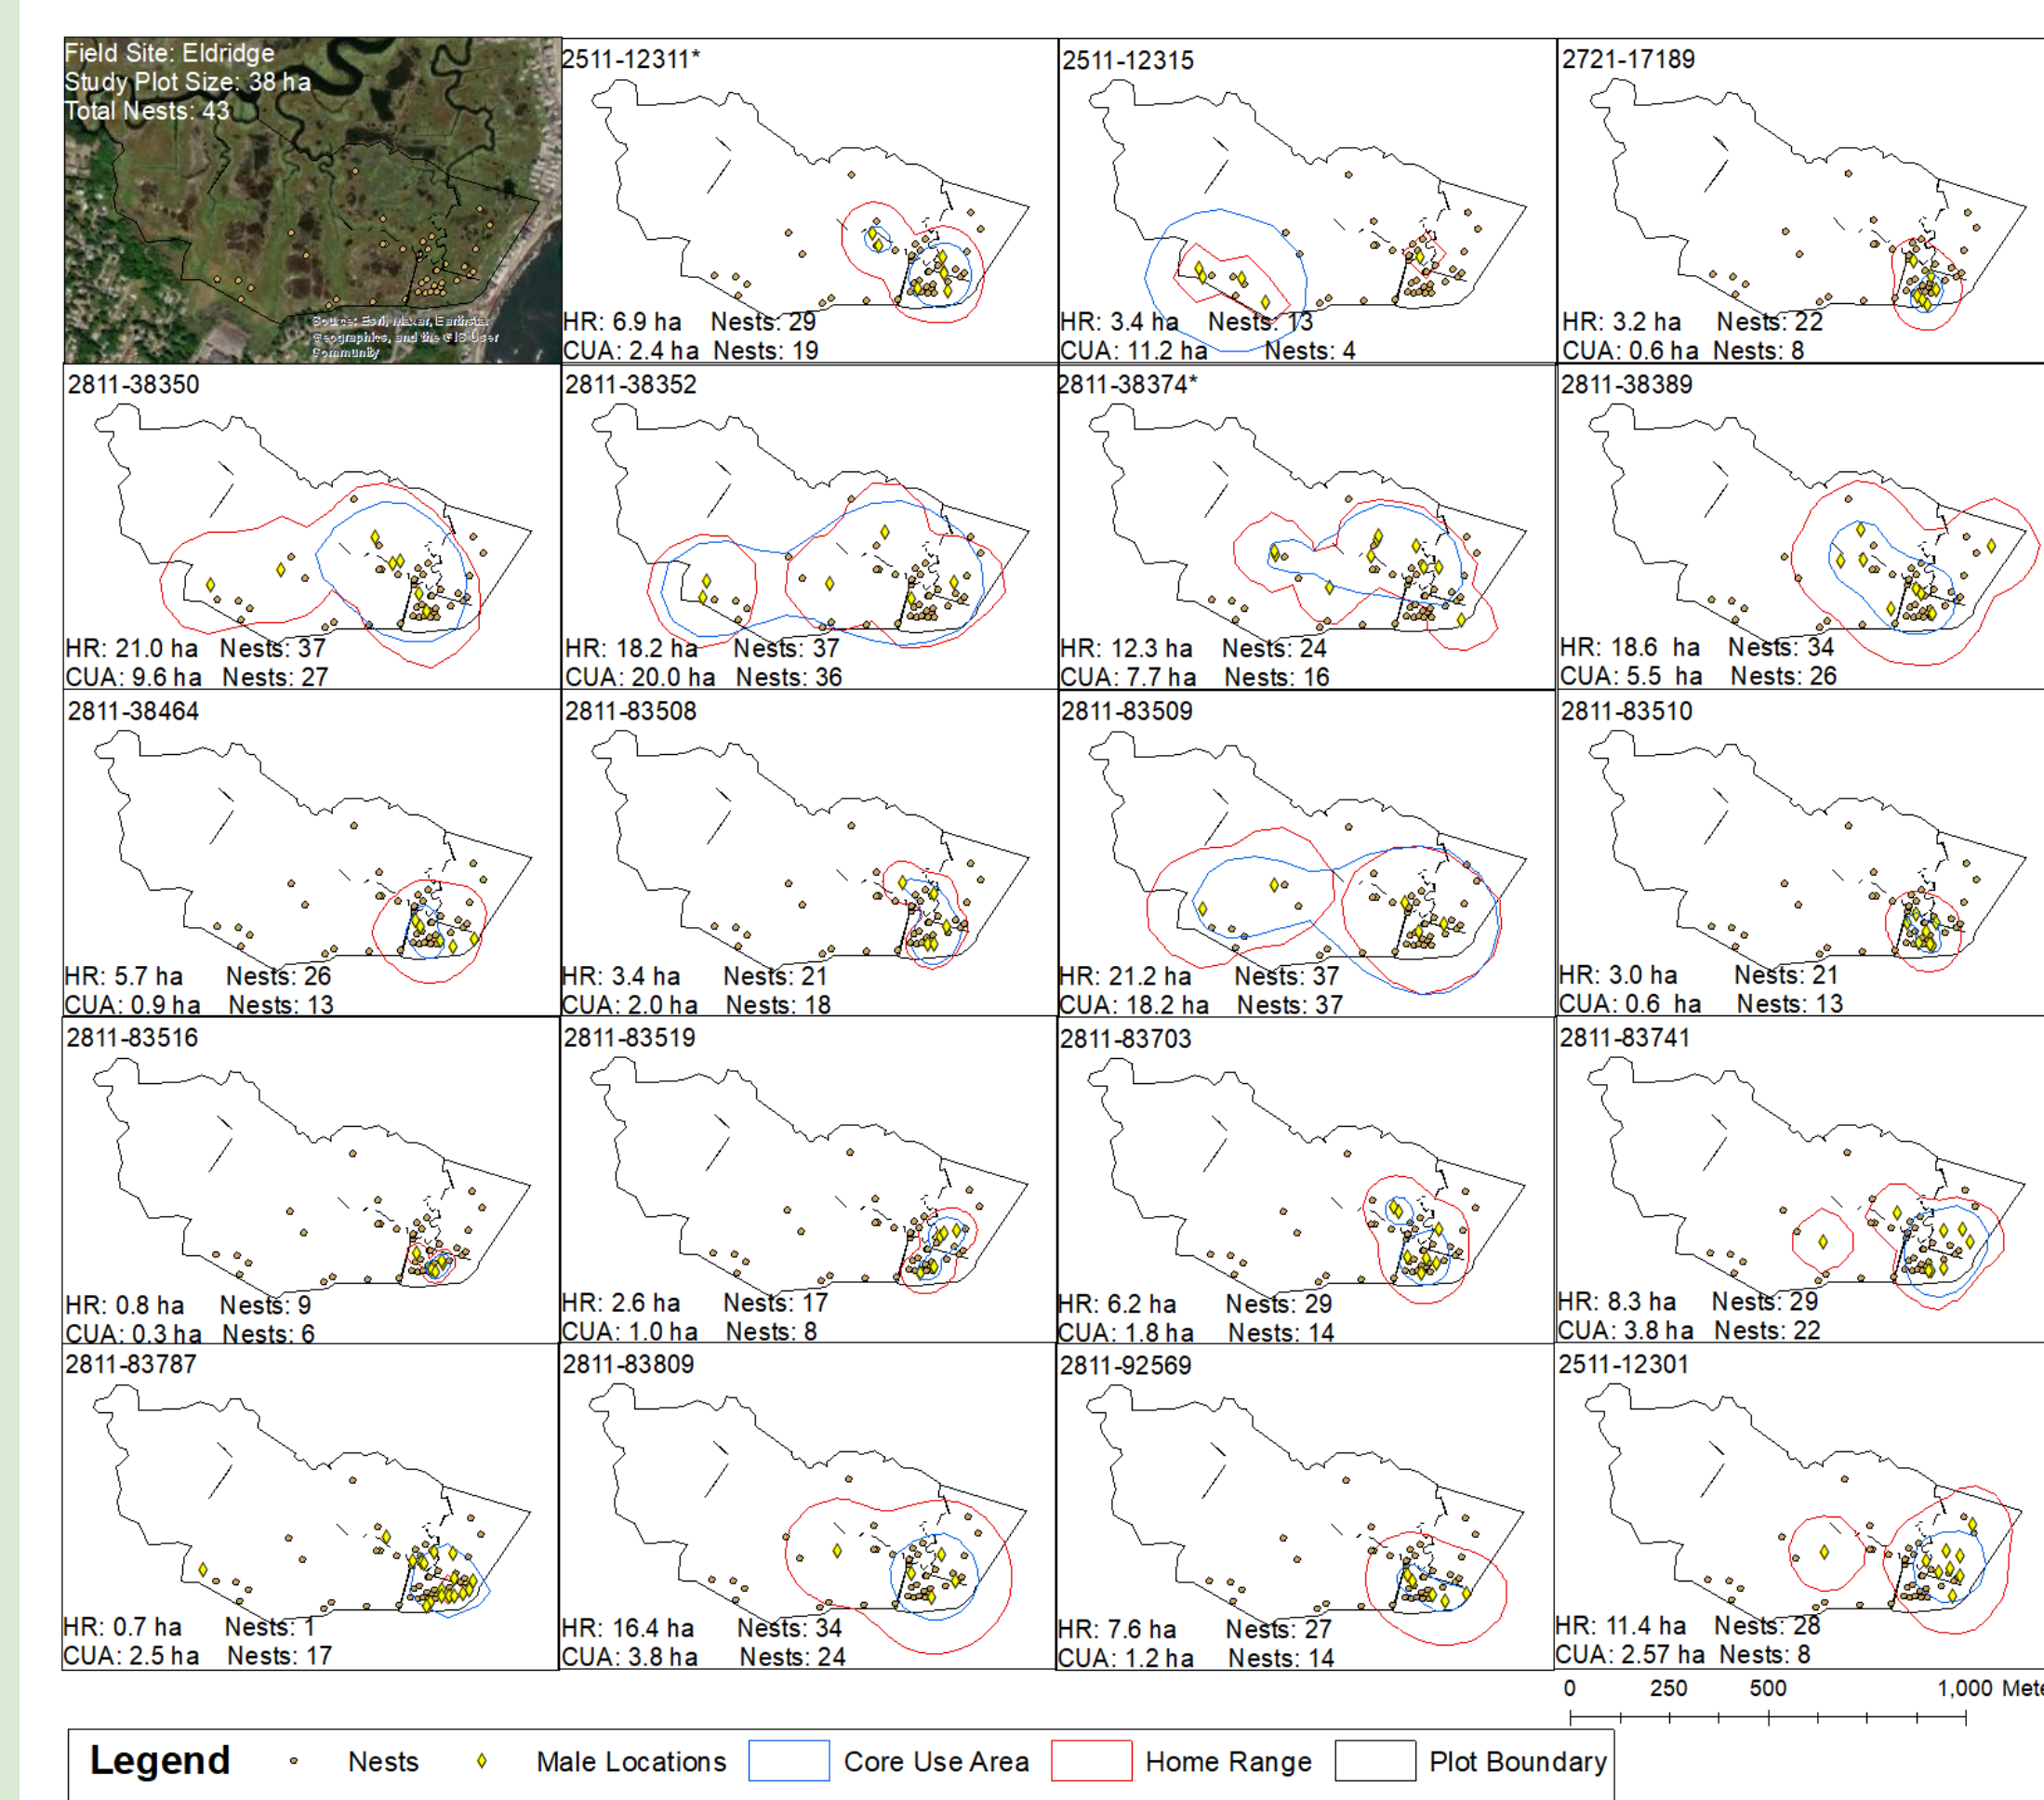 Field Site: Eldridge
Study Plot Size: 38 ha
Total Nests: 43
Source: Esri, Maxar, Earthstar
Geographics, and the GIS User
Community
2511-12311*
HR: 6.9 ha Nests: 29
CUA: 2.4 ha Nests: 19
2511-12315
HR: 3.4 ha Nests: 13
CUA: 11.2 ha Nests: 4
2721-17189
HR: 3.2 ha Nests: 22
CUA: 0.6 ha Nests: 8
2811-38350
HR: 21.0 ha Nests: 37
CUA: 9.6 ha Nests: 27
2811-38352
HR: 18.2 ha Nests: 37
CUA: 20.0 ha Nests: 36
2811-38374*
HR: 12.3 ha Nests: 24
CUA: 7.7 ha Nests: 16
2811-38389
HR: 18.6 ha Nests: 34
CUA: 5.5 ha Nests: 26
2811-38464
HR: 5.7 ha Nests: 26
CUA: 0.9 ha Nests: 13
2811-83508
HR: 3.4 ha Nests: 21
CUA: 2.0 ha Nests: 18
2811-83509
HR: 21.2 ha Nests: 37
CUA: 18.2 ha Nests: 37
2811-83510
HR: 3.0 ha Nests: 21
CUA: 0.6 ha Nests: 13
2811-83516
HR: 0.8 ha Nests: 9
CUA: 0.3 ha Nests: 6
2811-83519
HR: 2.6 ha Nests: 17
CUA: 1.0 ha Nests: 8
2811-83703
HR: 6.2 ha Nests: 29
CUA: 1.8 ha Nests: 14
2811-83741
HR: 8.3 ha Nests: 29
CUA: 3.8 ha Nests: 22
2811-83787
HR: 0.7 ha Nests: 1
CUA: 2.5 ha Nests: 17
2811-83809
HR: 16.4 ha Nests: 34
CUA: 3.8 ha Nests: 24
2811-92569
HR: 7.6 ha Nests: 27
CUA: 1.2 ha Nests: 14
2511-12301
HR: 11.4 ha Nests: 28
CUA: 2.57 ha Nests: 8
0 250 500 1,000 Mete
Legend Nests Male Locations Core Use Area Home Range Plot Boundary